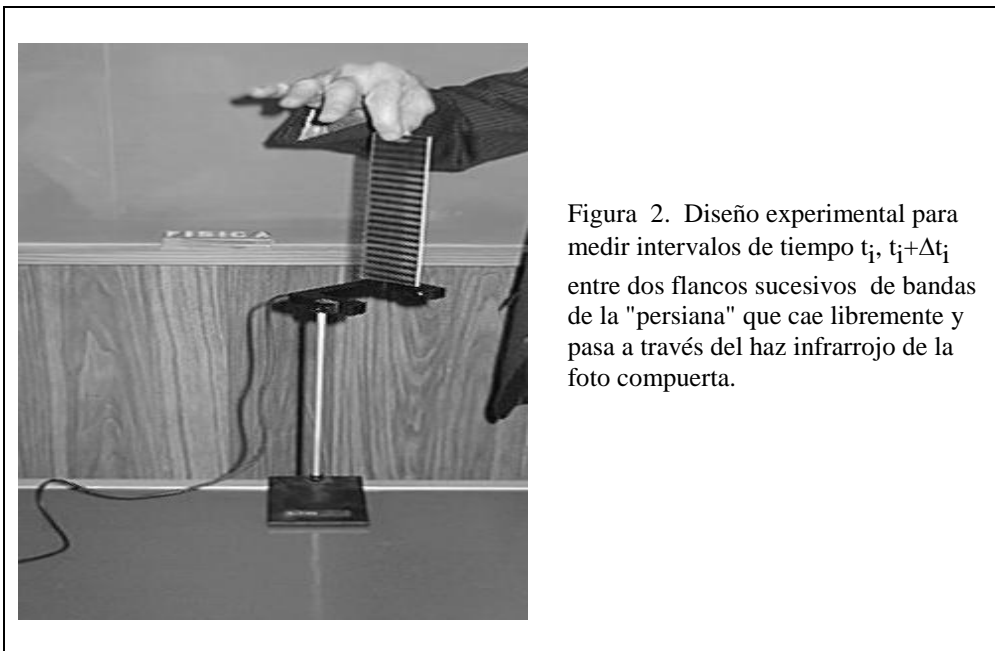 FISICA
Figura 2. Diseño experimental para
medir intervalos de tiempo tᵢ, tᵢ+Δtᵢ
entre dos flancos sucesivos de bandas
de la "persiana" que cae libremente y
pasa a través del haz infrarrojo de la
foto compuerta.